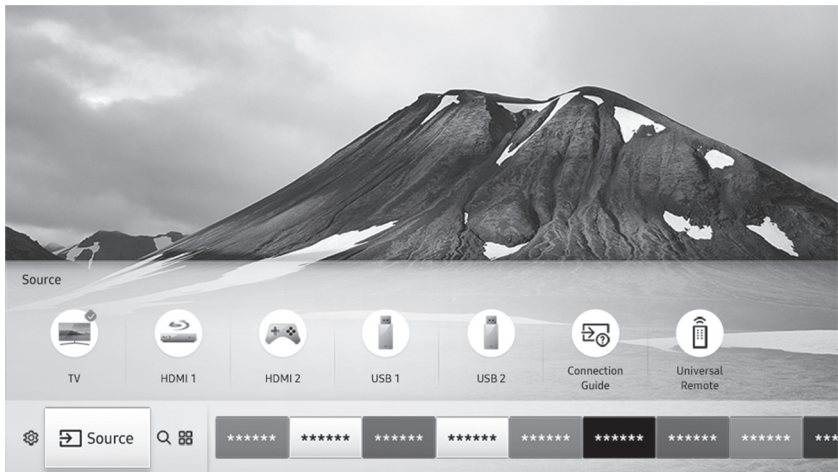 Source
TV
HDMI 1
HDMI 2
USB 1
USB 2
Connection
Guide
Universal
Remote
Source
****** ****** ****** ****** ****** ****** ****** ****** ***